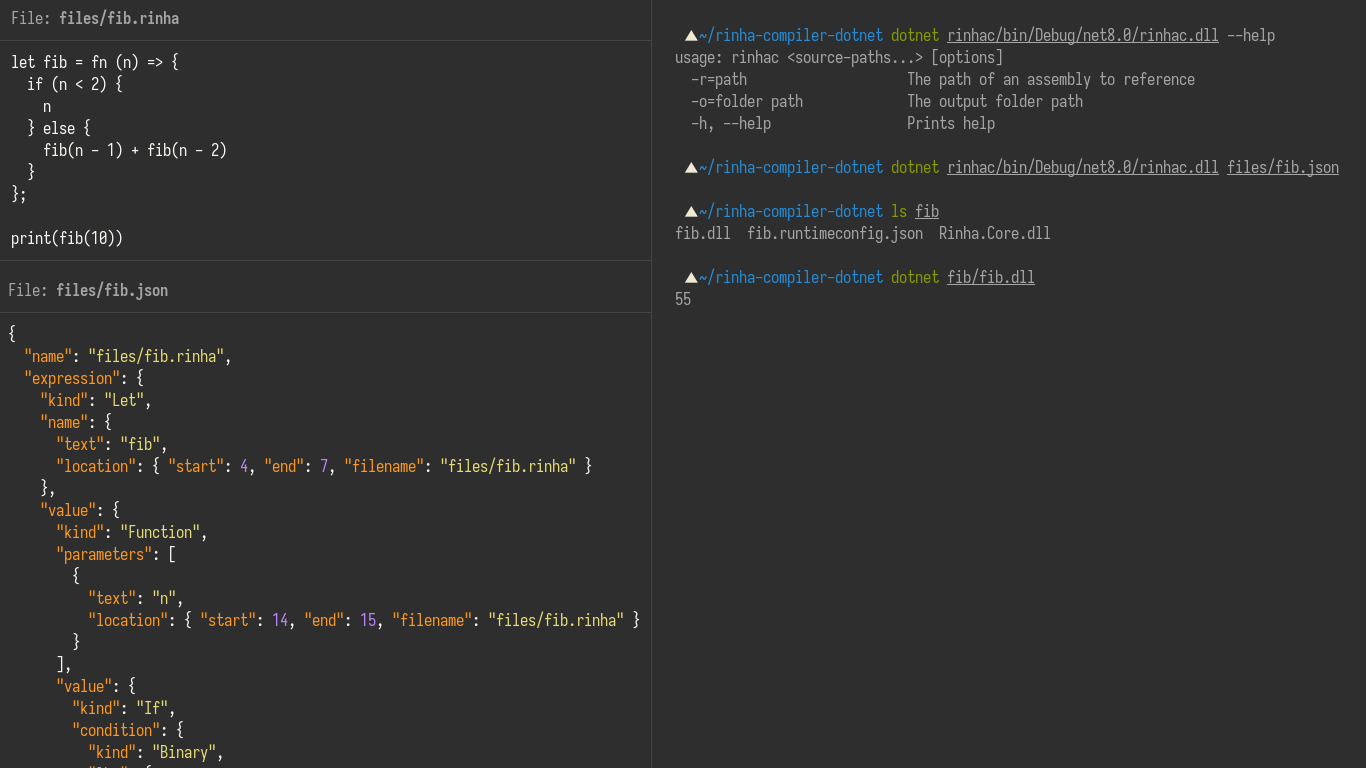 File: files/fib.rinha
let fib = fn (n) => {
  if (n < 2) {
    n
  } else {
    fib(n - 1) + fib(n - 2)
  }
};

print(fib(10))
File: files/fib.json
{
  "name": "files/fib.rinha",
  "expression": {
    "kind": "Let",
    "name": {
      "text": "fib",
      "location": { "start": 4, "end": 7, "filename": "files/fib.rinha" }
    },
    "value": {
      "kind": "Function",
      "parameters": [
        {
          "text": "n",
          "location": { "start": 14, "end": 15, "filename": "files/fib.rinha" }
        }
      ],
      "value": {
        "kind": "If",
        "condition": {
          "kind": "Binary",
~/rinha-compiler-dotnet dotnet rinhac/bin/Debug/net8.0/rinhac.dll --help
usage: rinhac <source-paths...> [options]
  -r=path                    The path of an assembly to reference
  -o=folder path             The output folder path
  -h, --help                 Prints help

~/rinha-compiler-dotnet dotnet rinhac/bin/Debug/net8.0/rinhac.dll files/fib.json

~/rinha-compiler-dotnet ls fib
fib.dll  fib.runtimeconfig.json  Rinha.Core.dll

~/rinha-compiler-dotnet dotnet fib/fib.dll
55